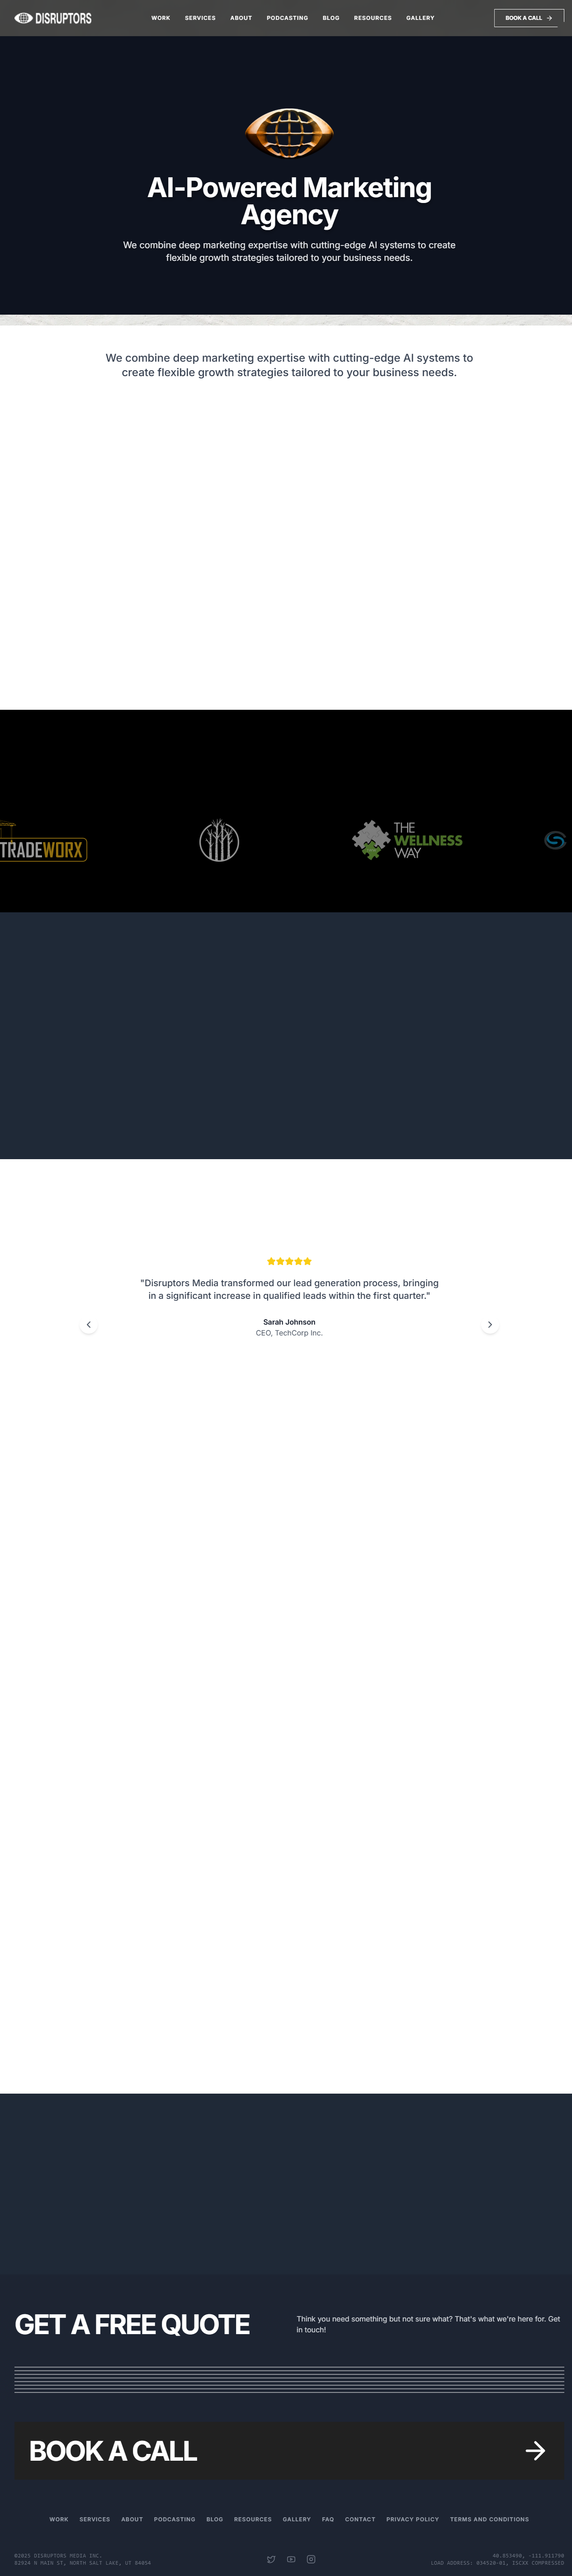 DISRUPTORS
WORK SERVICES ABOUT PODCASTING BLOG RESOURCES GALLERY
BOOK A CALL
AI-Powered Marketing
Agency
We combine deep marketing expertise with cutting-edge AI systems to create
flexible growth strategies tailored to your business needs.
We combine deep marketing expertise with cutting-edge AI systems to
create flexible growth strategies tailored to your business needs.
TRADEWORX
THE
WELLNESS
WAY
"Disruptors Media transformed our lead generation process, bringing
in a significant increase in qualified leads within the first quarter."
Sarah Johnson
CEO, TechCorp Inc.
GET A FREE QUOTE
Think you need something but not sure what? That's what we're here for. Get
in touch!
BOOK A CALL
WORK SERVICES ABOUT PODCASTING BLOG RESOURCES GALLERY FAQ CONTACT PRIVACY POLICY TERMS AND CONDITIONS
©2025 DISRUPTORS MEDIA INC.
N MAIN ST, NORTH SALT LAKE, UT 84054
LOAD ADDRESS: COMPRESSED